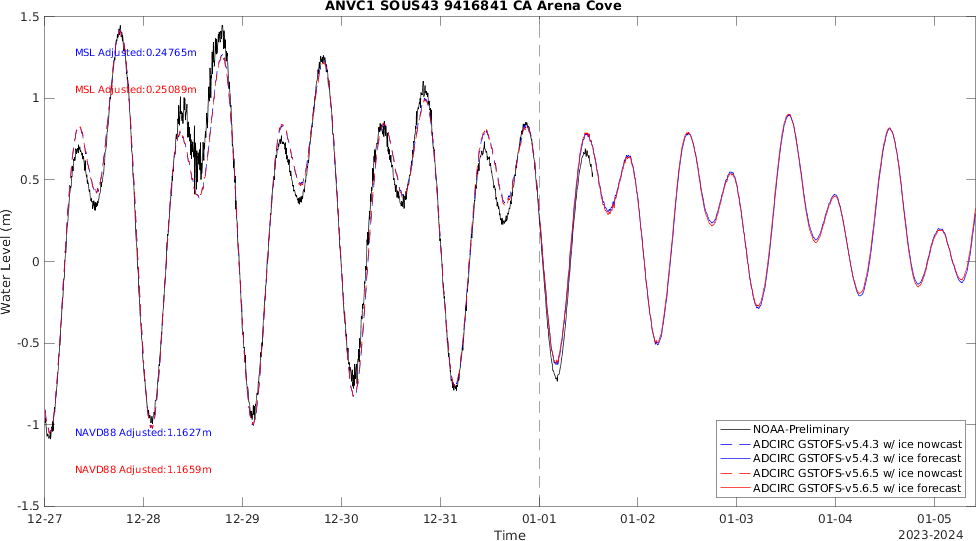 ANVC1 SOUS43 9416841 CA Arena Cove
1.5
1
0.5
0
-0.5
-1
-1.5
Water Level (m)
MSL Adjusted:0.24765m
MSL Adjusted:0.25089m
NAVD88 Adjusted:1.1627m
NAVD88 Adjusted:1.1659m
NOAA-Preliminary
ADCIRC GSTOFS-v5.4.3 w/ ice nowcast
ADCIRC GSTOFS-v5.4.3 w/ ice forecast
ADCIRC GSTOFS-v5.6.5 w/ ice nowcast
ADCIRC GSTOFS-v5.6.5 w/ ice forecast
12-27 12-28 12-29 12-30 12-31 01-01 01-02 01-03 01-04 01-05
Time
2023-2024